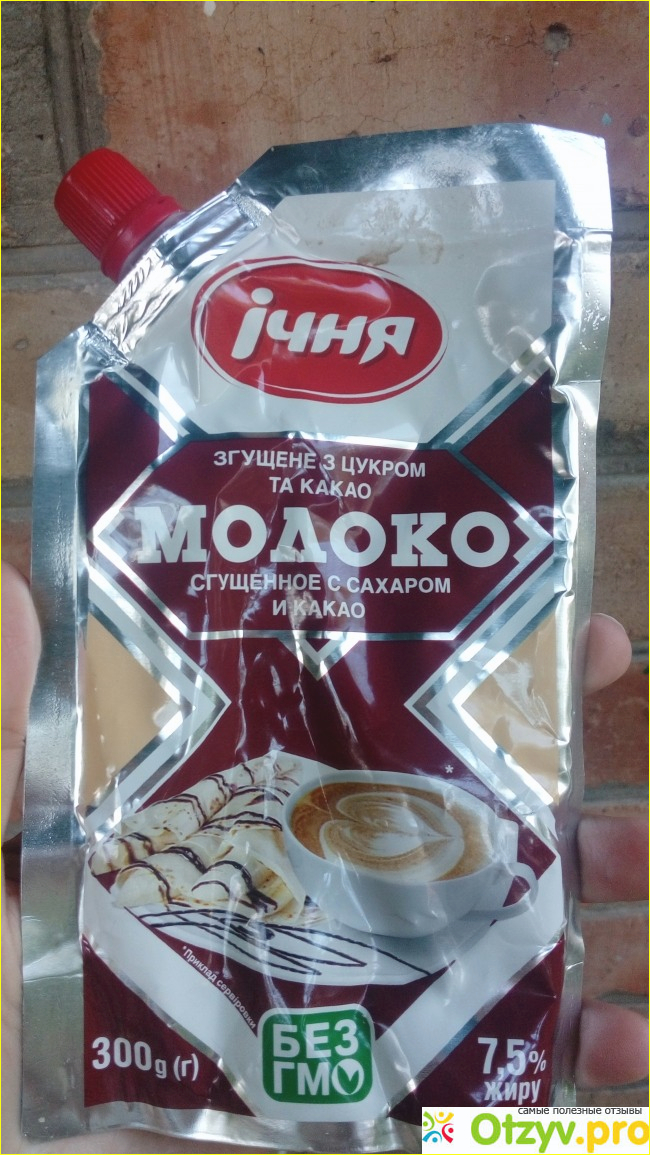 ічня
ЗГУЩЕНЕ З ЦУКРОМ
ТА КАКАО
МОЛОКО
СГУЩЕННОЕ С САХАРОМ
И КАКАО
*
*Приклад сервіровки
300g (г)
БЕЗ
ГМО
7,5%
жиру
самые полезные отзывы
Otzyv.pro